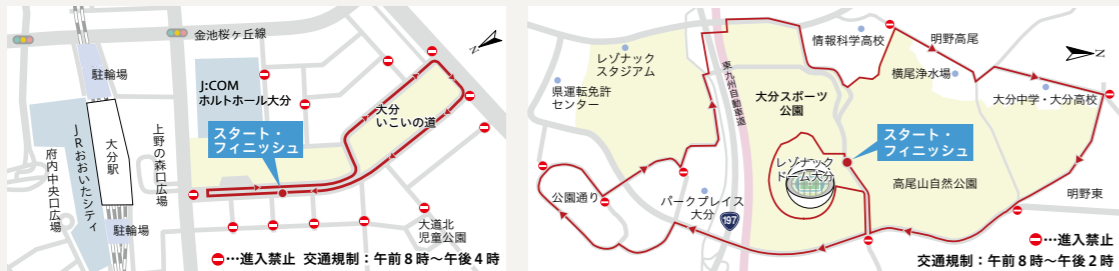 金池桜ヶ丘線
N
駐輪場
J:COM
ホルトホール大分
大分
いこいの道
スタート・
フィニッシュ
大分駅
JRおおいたシティ
府内中央口広場
上野の森口広場
駐輪場
大道北
児童公園
…進入禁止 交通規制:午前8時〜午後4時
レゾナック
スタジアム
県運転免許
センター
東九州自動車道
情報科学高校
明野高尾
N
横尾浄水場
大分中学・大分高校
大分スポーツ
公園
スタート・
フィニッシュ
レゾナック
ドーム大分
高尾山自然公園
公園通り
パークプレイス
大分
197
明野東
…進入禁止
交通規制:午前8時〜午後2時